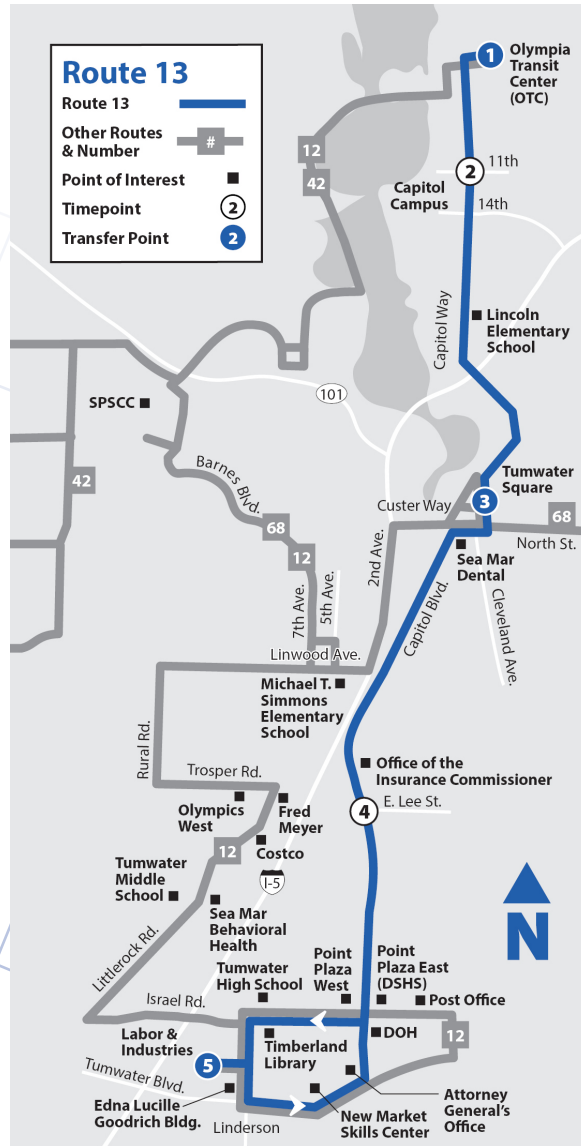 Route 13
Route 13
Other Routes
& Number
#
Point of Interest
Timepoint
2
Transfer Point
2
1
Olympia
Transit
Center
(OTC)
12
42
2
11th
Capitol
Campus
14th
Capitol Way
Lincoln
Elementary
School
101
SPSCC
42
Barnes Blvd.
68
12
Tumwater
Square
Custer Way
3
68
North St.
Sea Mar
Dental
2nd Ave.
7th Ave.
5th Ave.
Capitol Blvd.
Cleveland Ave.
Linwood Ave.
Michael T.
Simmons
Elementary
School
Rural Rd.
Trosper Rd.
Office of the
Insurance Commissioner
Olympics
West
Fred
Meyer
4
E. Lee St.
12
Costco
I-5
Tumwater
Middle
School
Sea Mar
Behavioral
Health
N
Littlerock Rd.
Tumwater
High School
Point
Plaza
West
Point
Plaza East
(DSHS)
Post Office
Israel Rd.
Labor &
Industries
Timberland
Library
DOH
12
5
Tumwater Blvd.
Edna Lucille
Goodrich Bldg.
Linderson
New Market
Skills Center
Attorney
General's
Office